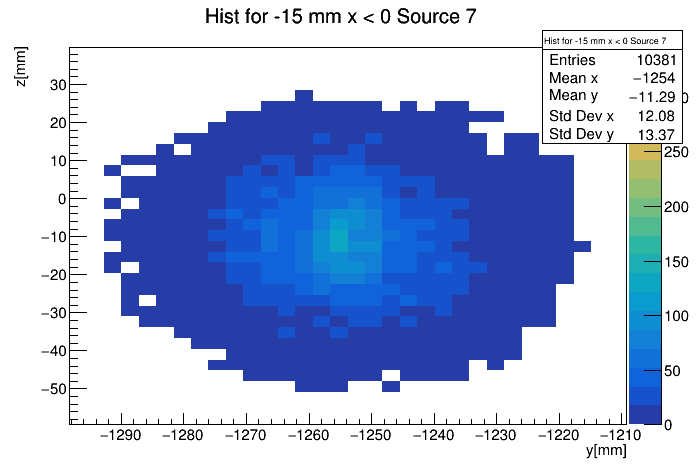 Hist for -15 mm x < 0 Source 7
z[mm]
Hist for -15 mm x < 0 Source 7
Entries 10381
Mean x −1254
Mean y −11.29
Std Dev x 12.08
Std Dev y 13.37
30
20
10
0
−10
−20
−30
−40
−50
250
200
150
100
50
0
−1290 −1280 −1270 −1260 −1250 −1240 −1230 −1220 −1210
y[mm]